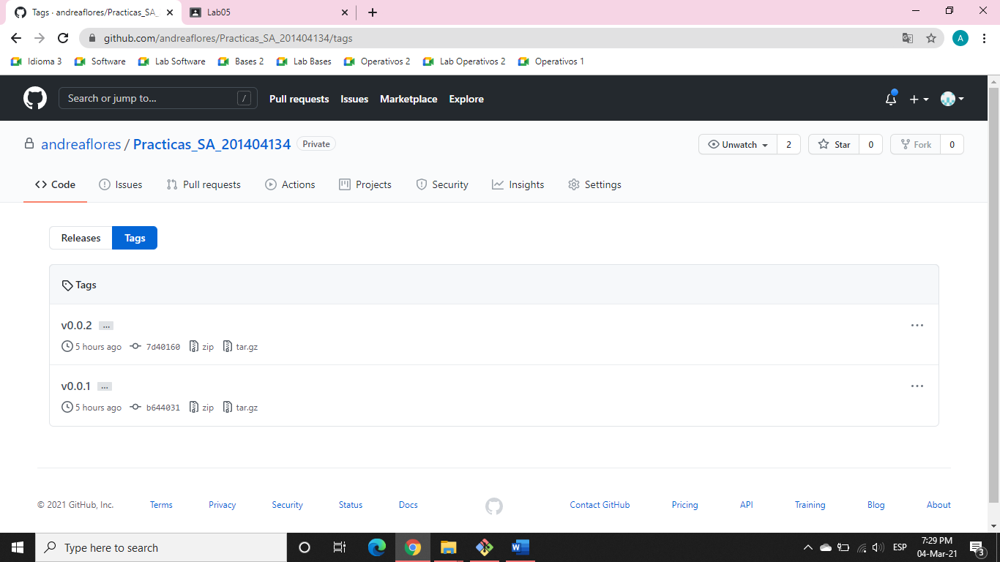 Tags · andreaflores/Practicas_SA_
Lab05
github.com/andreaflores/Practicas_SA_201404134/tags
A
Idioma 3 Software Lab Software Bases 2 Lab Bases Operativos 2 Lab Operativos 2 Operativos 1
Search or jump to... / Pull requests Issues Marketplace Explore
andreaflores / Practicas_SA_201404134 Private Unwatch 2 Star 0 Fork 0
Code Issues Pull requests Actions Projects Security Insights Settings
Releases Tags
Tags
v0.0.2 ...
5 hours ago 7d40160 zip tar.gz
v0.0.1 ...
5 hours ago b644031 zip tar.gz
© 2021 GitHub, Inc. Terms Privacy Security Status Docs Contact GitHub Pricing API Training Blog About
Type here to search
ESP
7:29 PM
04-Mar-21
3